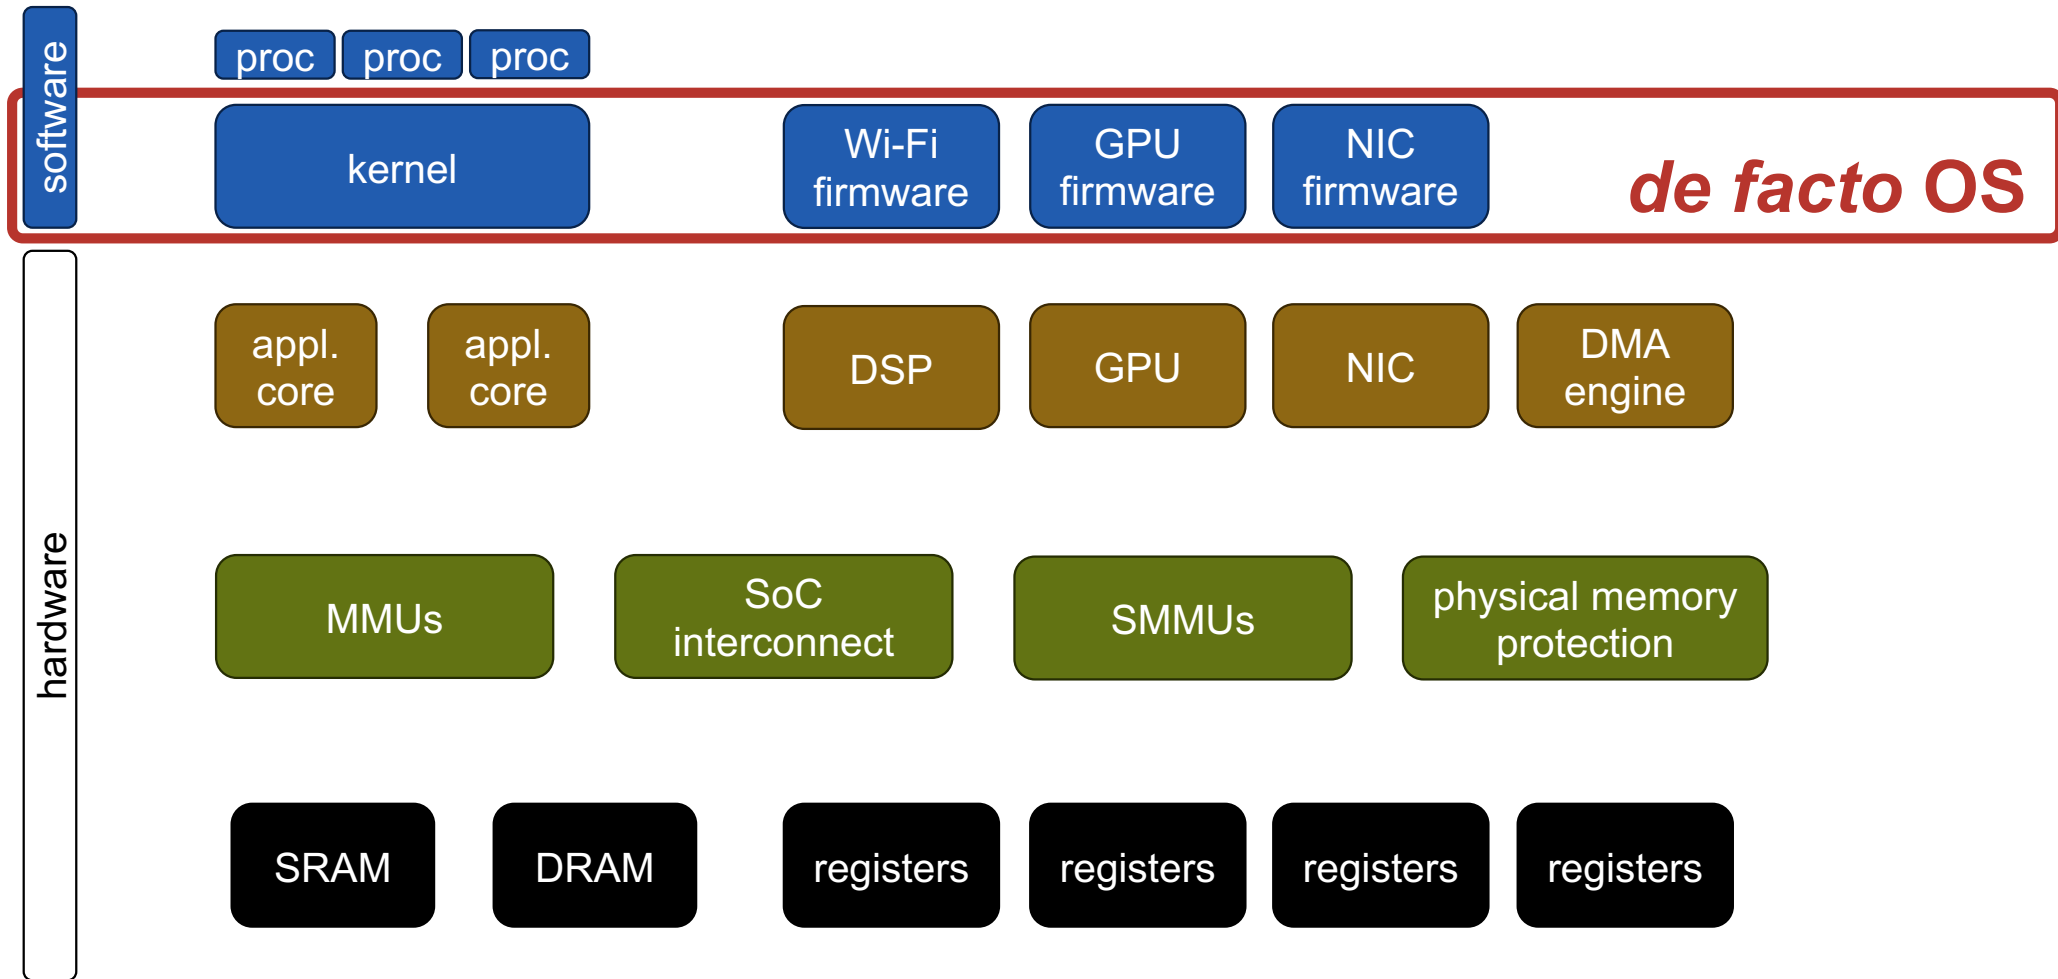 software
proc proc proc
kernel
Wi-Fi
firmware
GPU
firmware
NIC
firmware
de facto OS
hardware
appl.
core
appl.
core
DSP
GPU
NIC
DMA
engine
MMUs
SoC
interconnect
SMMUs
physical memory
protection
SRAM
DRAM
registers
registers
registers
registers